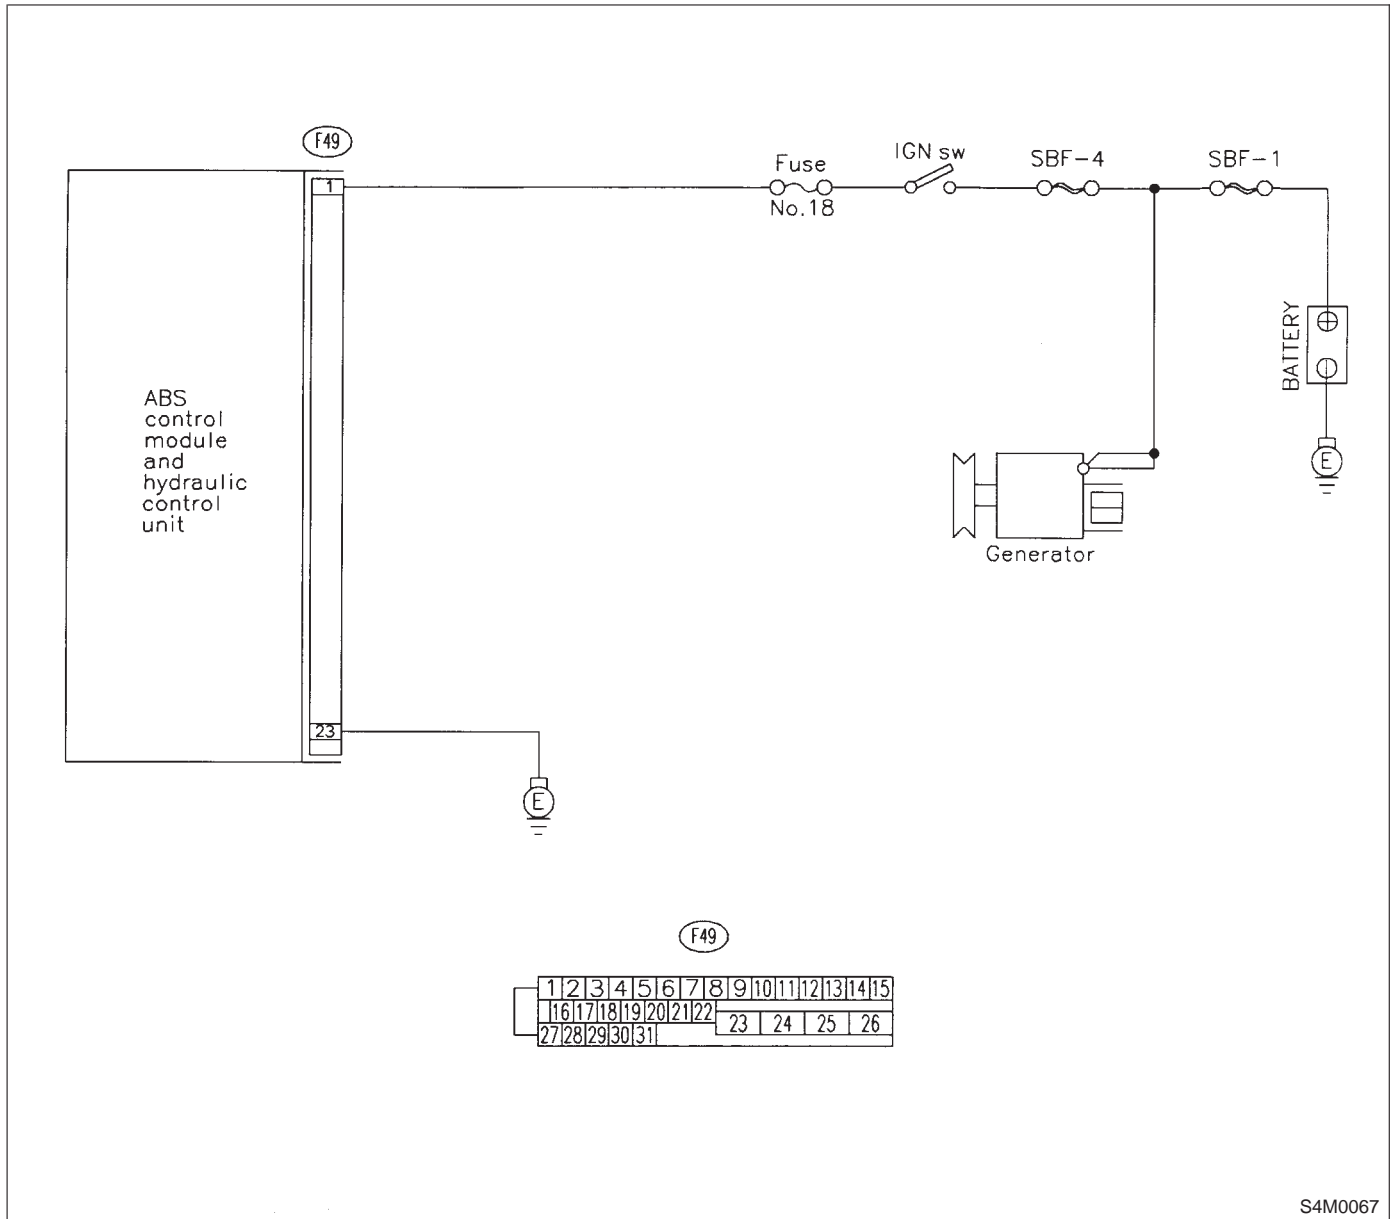 F49
1
Fuse
No.18
IGN sw
SBF-4
SBF-1
BATTERY
E
ABS
control
module
and
hydraulic
control
unit
Generator
23
E
F49
1 2 3 4 5 6 7 8 9 10 11 12 13 14 15
16 17 18 19 20 21 22
23 24 25 26
27 28 29 30 31
S4M0067